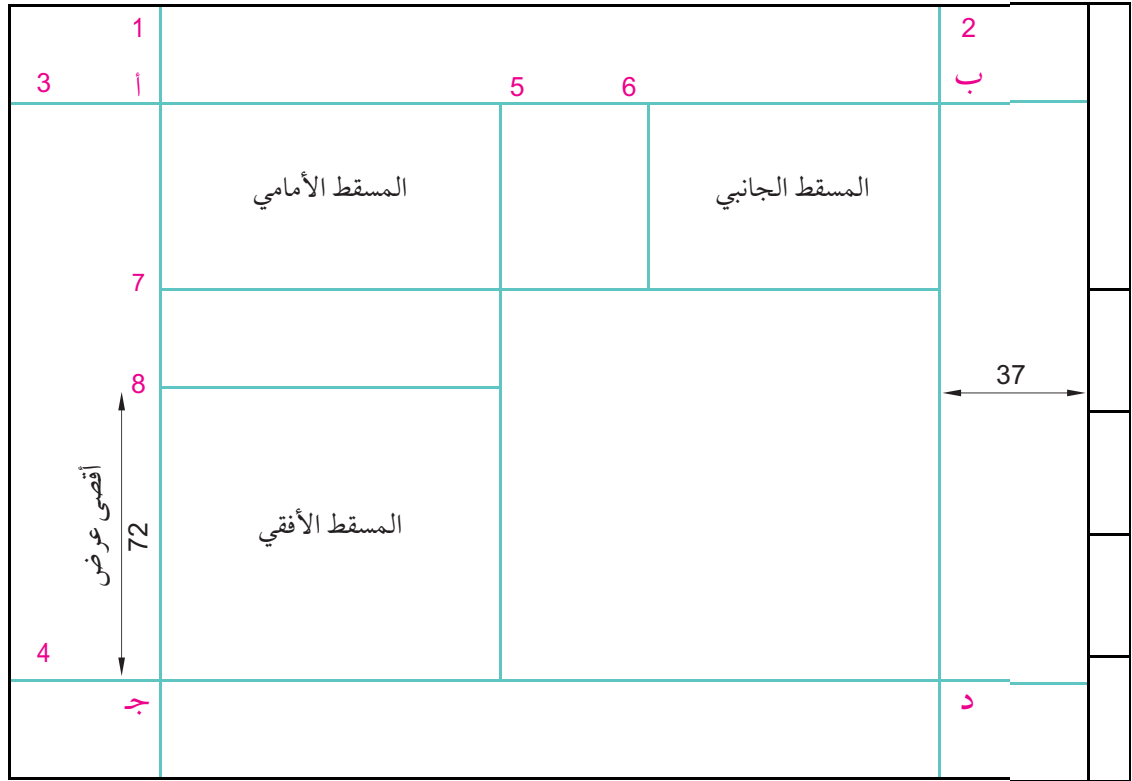 1
2
3
أ
5
6
ب
المسقط الأمامي
المسقط الجانبي
7
8
37
أقصى عرض
72
المسقط الأفقي
4
جـ
د